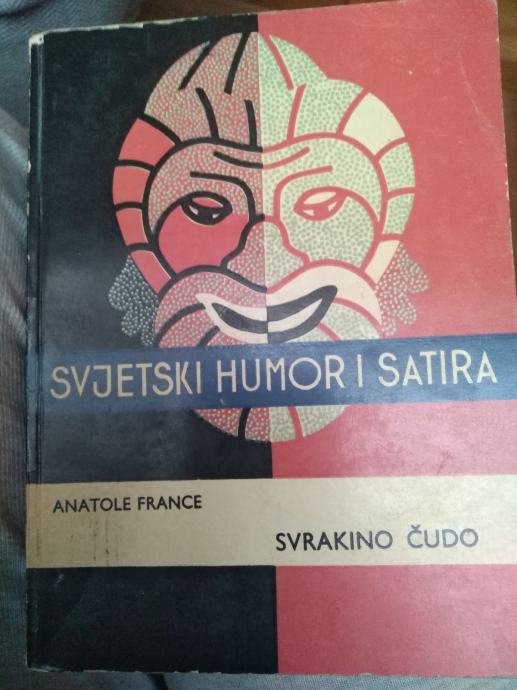 SVJETSKI HUMOR I SATIRA
ANATOLE FRANCE
SVRAKINO ČUDO